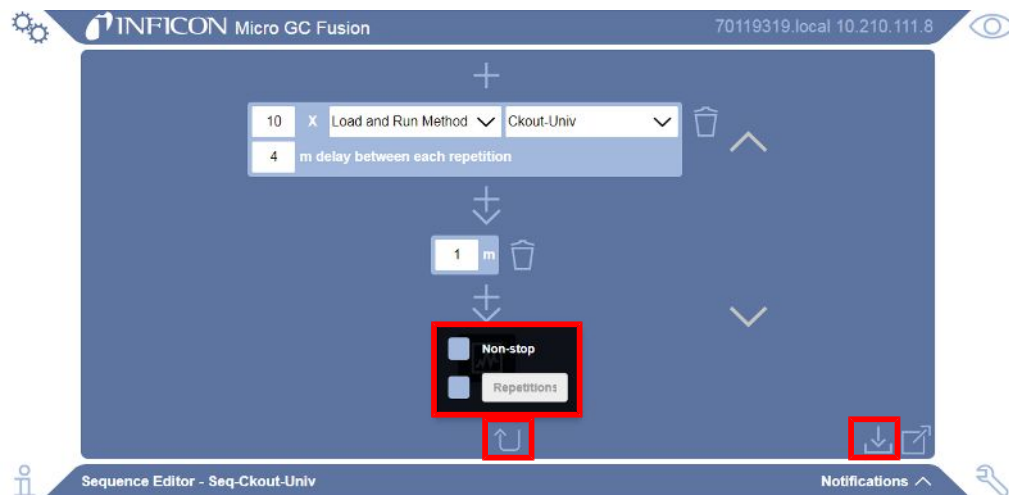 INFICON Micro GC Fusion
70119319.local 10.210.111.8
10 X Load and Run Method Ckout-Univ
4 m delay between each repetition
1 m
Non-stop
Repetitions
Sequence Editor - Seq-Ckout-Univ
Notifications